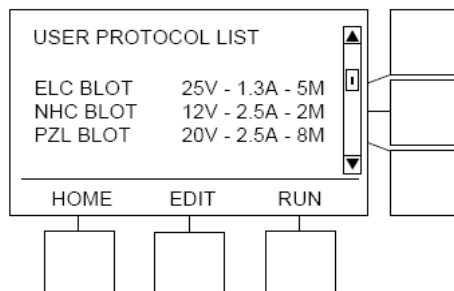 USER PROTOCOL LIST
ELC BLOT 25V - 1.3A - 5M
NHC BLOT 12V - 2.5A - 2M
PZL BLOT 20V - 2.5A - 8M
HOME EDIT RUN